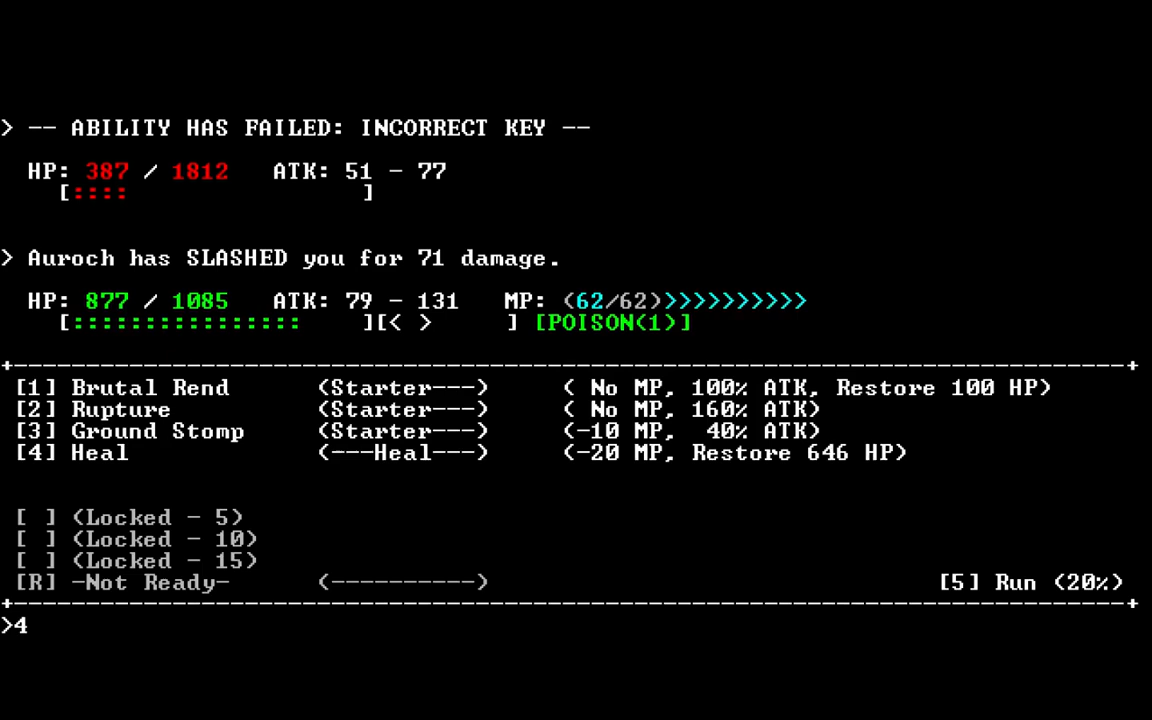 > -- ABILITY HAS FAILED: INCORRECT KEY --
HP: 387 / 1812   ATK: 51 - 77
[::::                ]
> Auroch has SLASHED you for 71 damage.
HP: 877 / 1085   ATK: 79 - 131   MP: (62/62)>>>>>>>>>>
[::::::::::::::::    ][< >     ] [POISON(1)]
+-----------------------------------------------------------------------------+
[1] Brutal Rend      (Starter---)     ( No MP, 100% ATK, Restore 100 HP)
[2] Rupture          (Starter---)     ( No MP, 160% ATK)
[3] Ground Stomp     (Starter---)     (-10 MP,  40% ATK)
[4] Heal             (---Heal---)     (-20 MP, Restore 646 HP)
[ ] (Locked - 5)
[ ] (Locked - 10)
[ ] (Locked - 15)
[R] -Not Ready-      (----------)                               [5] Run (20%)
+-----------------------------------------------------------------------------+
>4